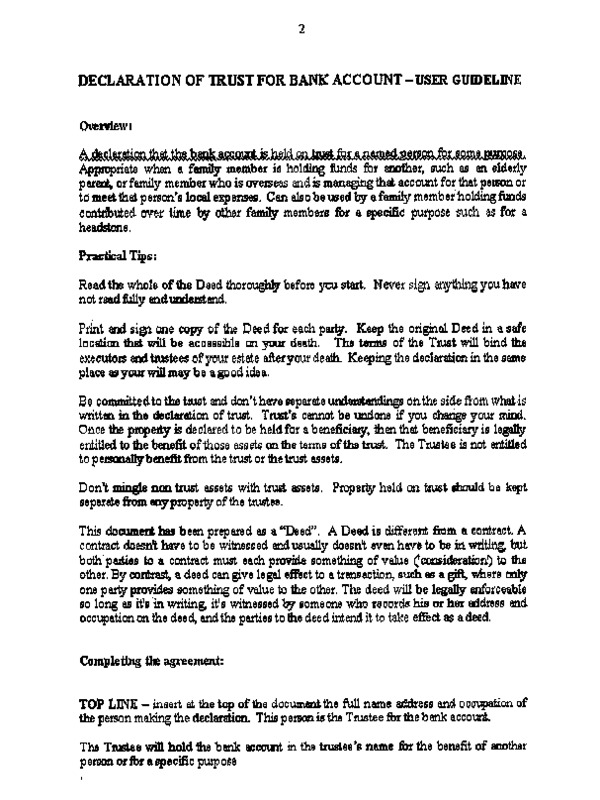 2
DECLARATION OF TRUST FOR BANK ACCOUNT – USER GUIDELINE
Overview:
A declaration that the bank account is held on trust for a named person for some purpose.
Appropriate when a family member is holding funds for another, such as an elderly
parent, or family member who is overseas and is managing that account for that person or
to meet that person's local expenses. Can also be used by a family member holding funds
contributed over time by other family members for a specific purpose such as for a
headstone.
Practical Tips:
Read the whole of the Deed thoroughly before you start. Never sign anything you have
not read fully and understand.
Print and sign one copy of the Deed for each party. Keep the original Deed in a safe
location that will be accessible on your death. The terms of the Trust will bind the
executors and trustees of your estate after your death. Keeping the declaration in the same
place as your will may be a good idea.
Be committed to the trust and don't have separate understandings on the side from what is
written in the declaration of trust. Trust's cannot be undone if you change your mind.
Once the property is declared to be held for a beneficiary, then that beneficiary is legally
entitled to the benefit of those assets on the terms of the trust. The Trustee is not entitled
to personally benefit from the trust or the trust assets.
Don't mingle non trust assets with trust assets. Property held on trust should be kept
separate from any property of the trustee.
This document has been prepared as a "Deed". A Deed is different from a contract. A
contract doesn't have to be witnessed and usually doesn't even have to be in writing, but
both parties to a contract must each provide something of value ('consideration') to the
other. By contrast, a deed can give legal effect to a transaction, such as a gift, where only
one party provides something of value to the other. The deed will be legally enforceable
so long as it's in writing, it's witnessed by someone who records his or her address and
occupation on the deed, and the parties to the deed intend it to take effect as a deed.
Completing the agreement:
TOP LINE – insert at the top of the document the full name address and occupation of
the person making the declaration. This person is the Trustee for the bank account.
The Trustee will hold the bank account in the trustee's name for the benefit of another
person or for a specific purpose